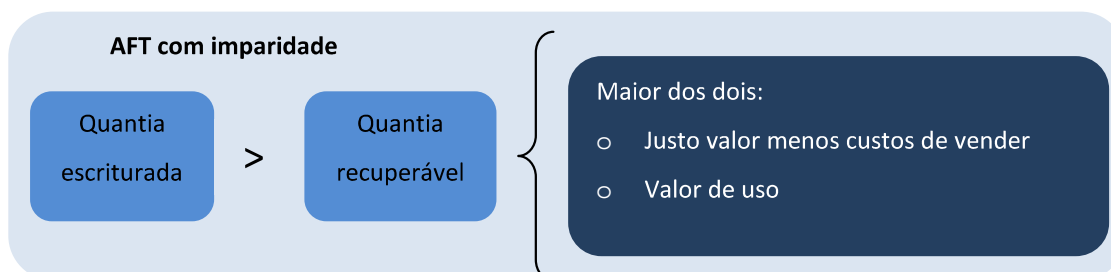 AFT com imparidade
Quantia
escriturada
>
Quantia
recuperável
Maior dos dois:
o Justo valor menos custos de vender
o Valor de uso